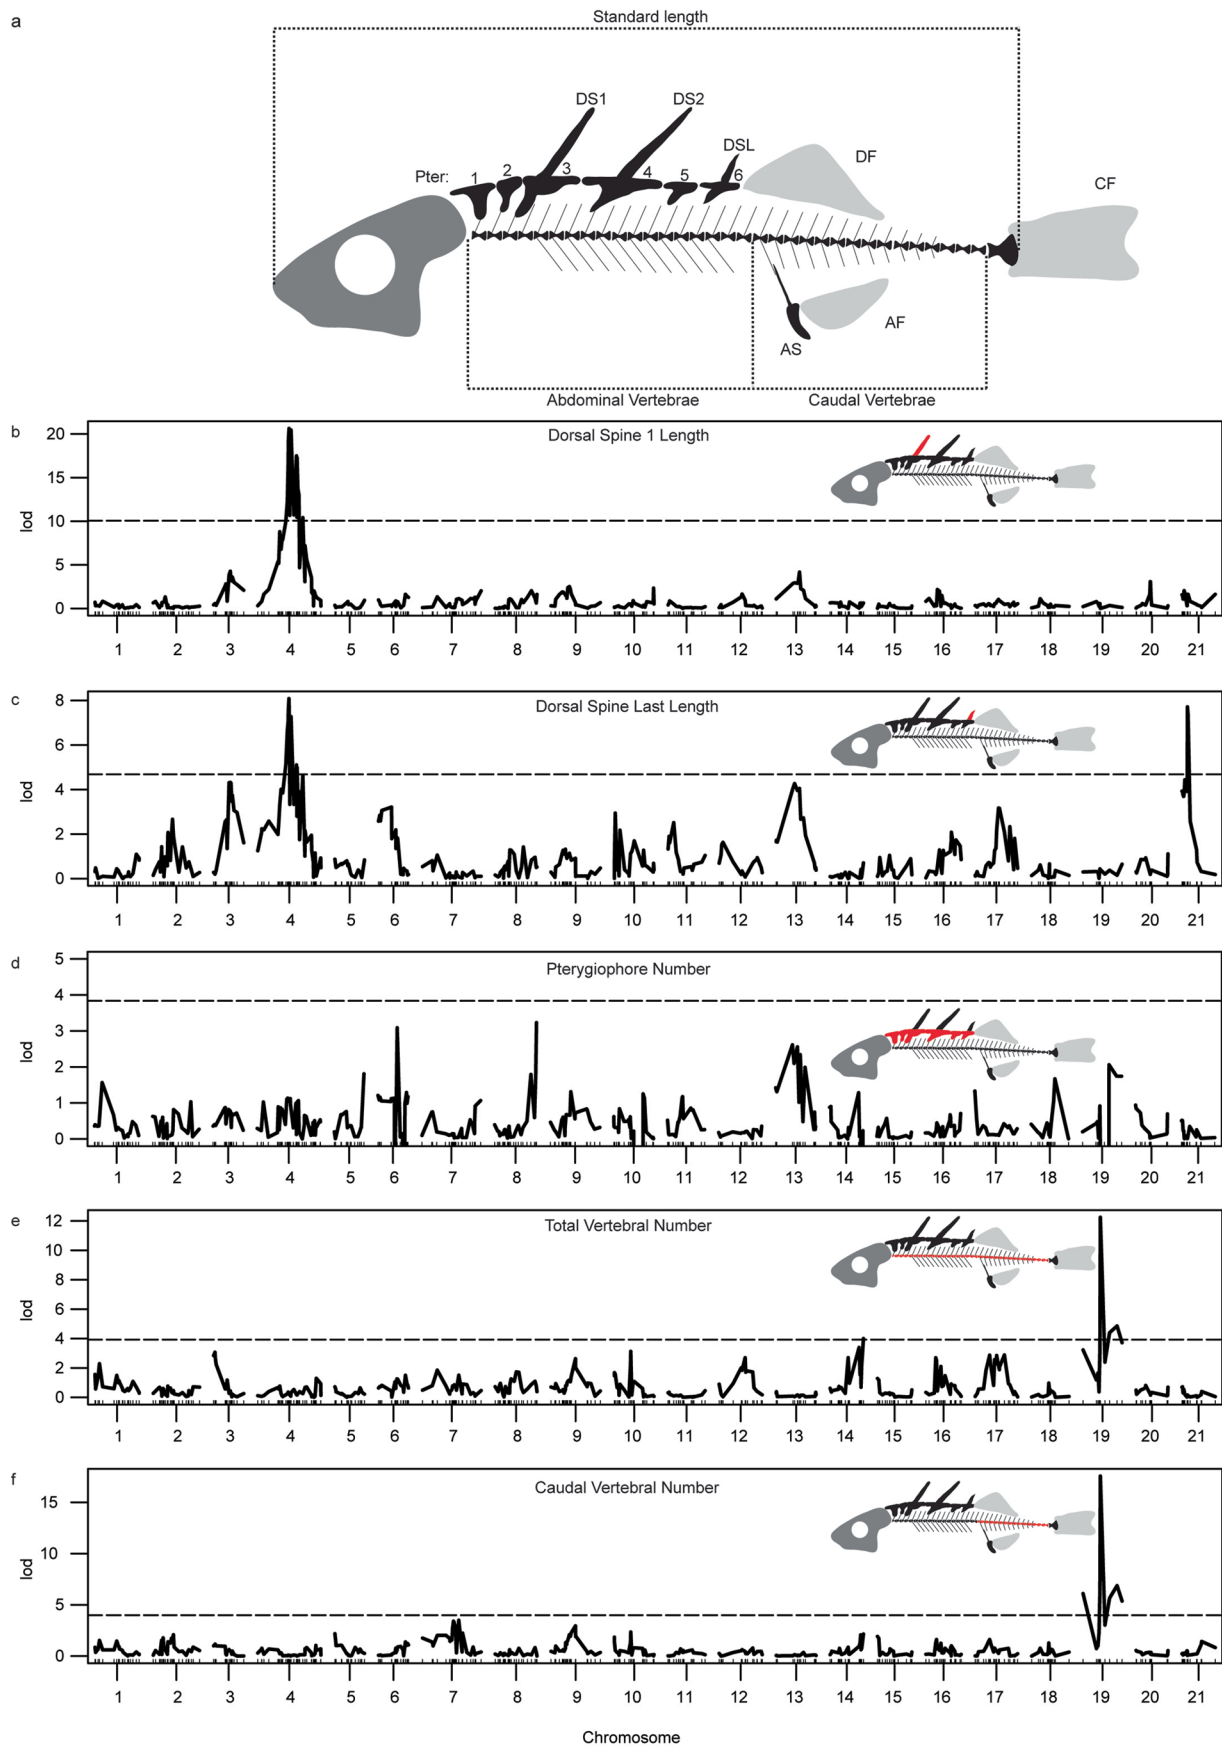 a
Standard length
DS1 DS2
DSL
Pter: 1 2 3 4 5 6
DF
CF
AF
AS
Abdominal Vertebrae Caudal Vertebrae
b
Dorsal Spine 1 Length
lod
20
15
10
5
0
1 2 3 4 5 6 7 8 9 10 11 12 13 14 15 16 17 18 19 20 21
c
Dorsal Spine Last Length
lod
8
6
4
2
0
1 2 3 4 5 6 7 8 9 10 11 12 13 14 15 16 17 18 19 20 21
d
Pterygiophore Number
lod
5
4
3
2
1
0
1 2 3 4 5 6 7 8 9 10 11 12 13 14 15 16 17 18 19 20 21
e
Total Vertebral Number
lod
12
10
8
6
4
2
0
1 2 3 4 5 6 7 8 9 10 11 12 13 14 15 16 17 18 19 20 21
f
Caudal Vertebral Number
lod
15
10
5
0
1 2 3 4 5 6 7 8 9 10 11 12 13 14 15 16 17 18 19 20 21
Chromosome